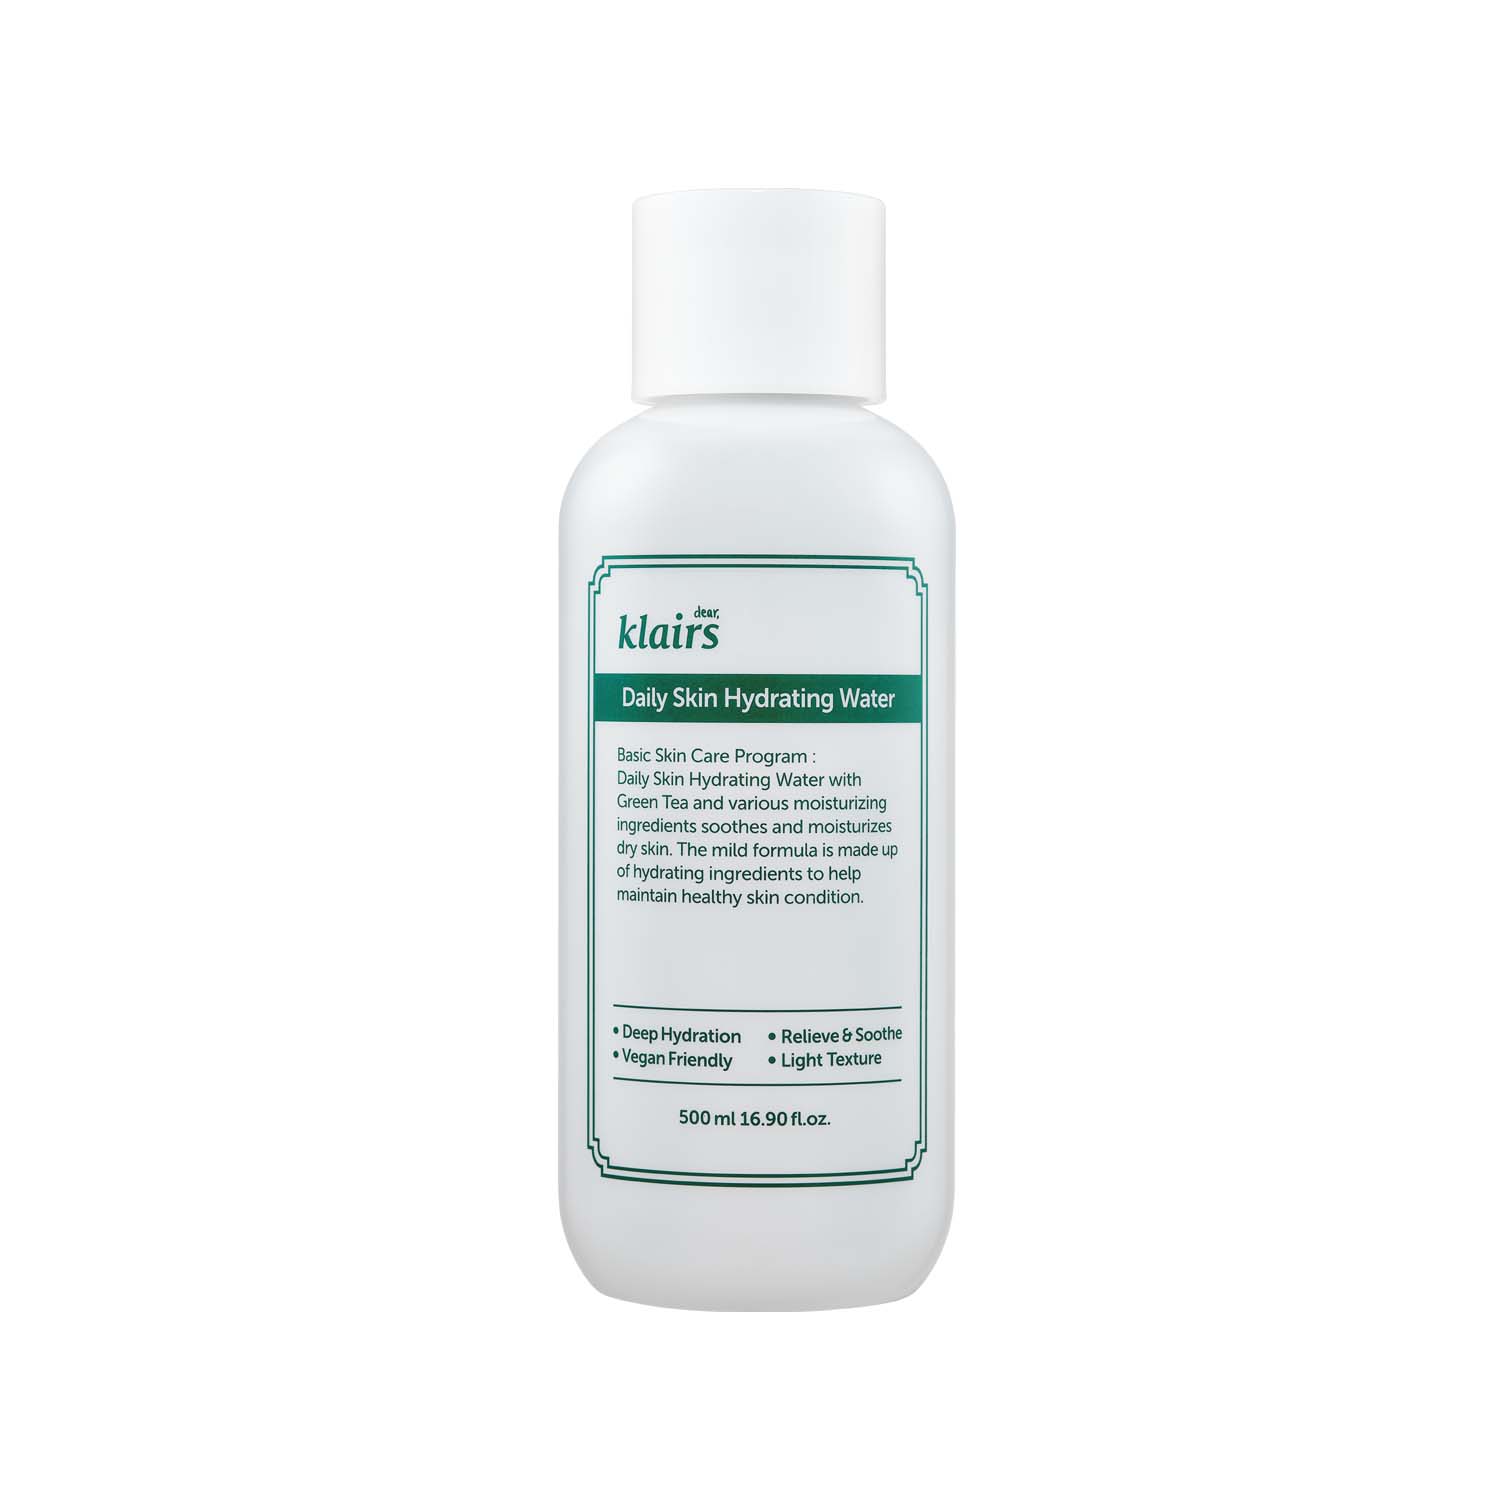 dear,
klairs
Daily Skin Hydrating Water
Basic Skin Care Program :
Daily Skin Hydrating Water with
Green Tea and various moisturizing
ingredients soothes and moisturizes
dry skin. The mild formula is made up
of hydrating ingredients to help
maintain healthy skin condition.
• Deep Hydration • Relieve & Soothe
• Vegan Friendly • Light Texture
500 ml 16.90 fl.oz.